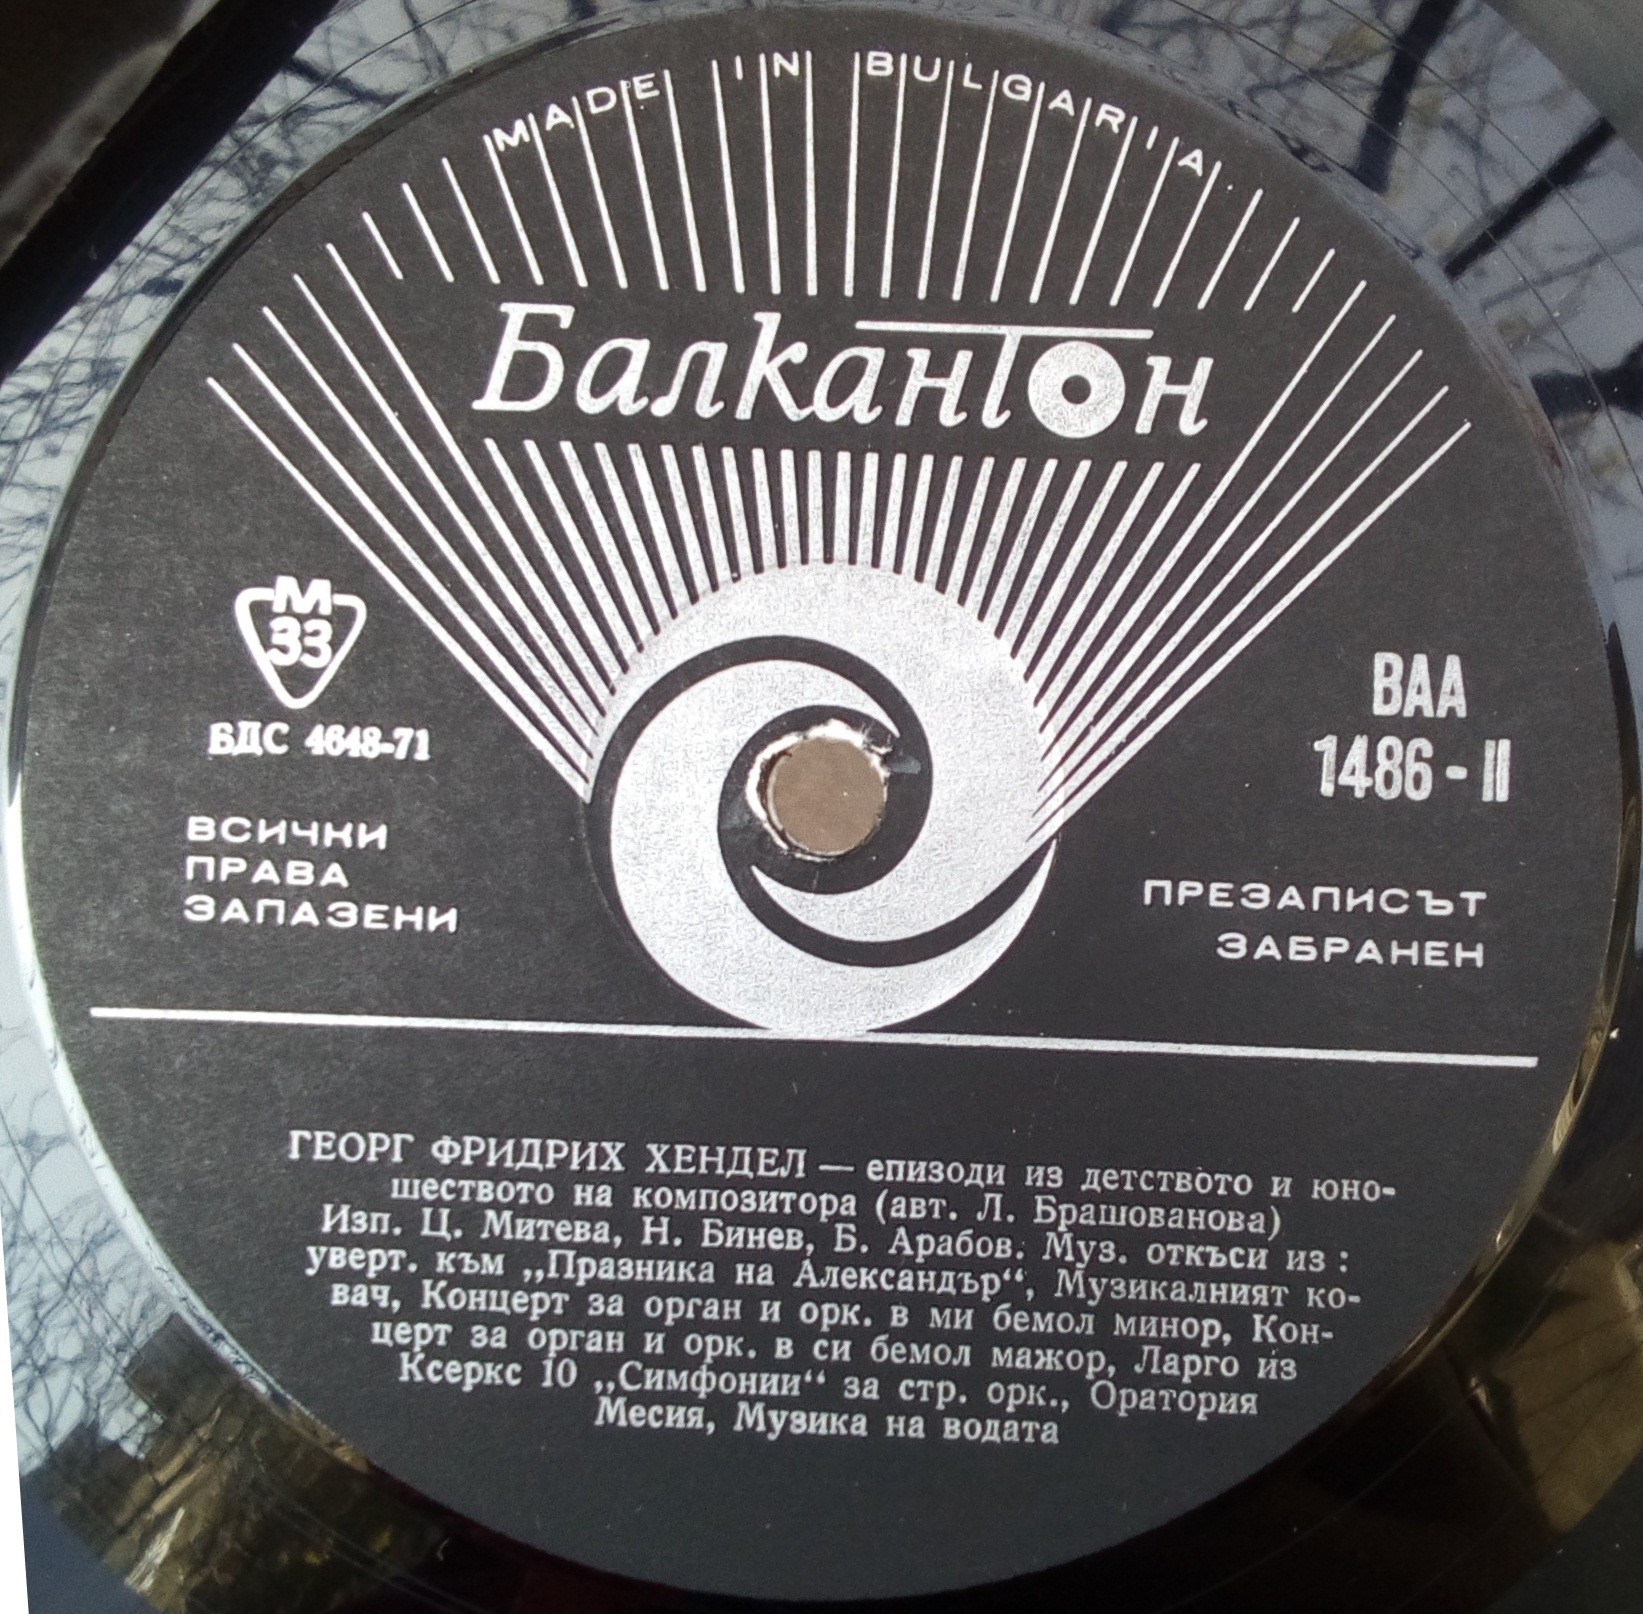 MADE IN BULGARIA
Балкантон
М
33
БДС 4648-71
ВСИЧКИ
ПРАВА
ЗАПАЗЕНИ
ВАА
1486 - II
ПРЕЗАПИСЪТ
ЗАБРАНЕН
ГЕОРГ ФРИДРИХ ХЕНДЕЛ — епизоди из детството и юно-
шеството на композитора (авт. Л. Брашованова)
Изп. Ц. Митева, Н. Бинев, Б. Арабов. Муз. откъси из :
уверт. към „Празника на Александър“, Музикалният ко-
вач, Концерт за орган и орк. в ми бемол минор, Кон-
церт за орган и орк. в си бемол мажор, Ларго из
Ксеркс 10 „Симфонии“ за стр. орк., Оратория
Месия, Музика на водата